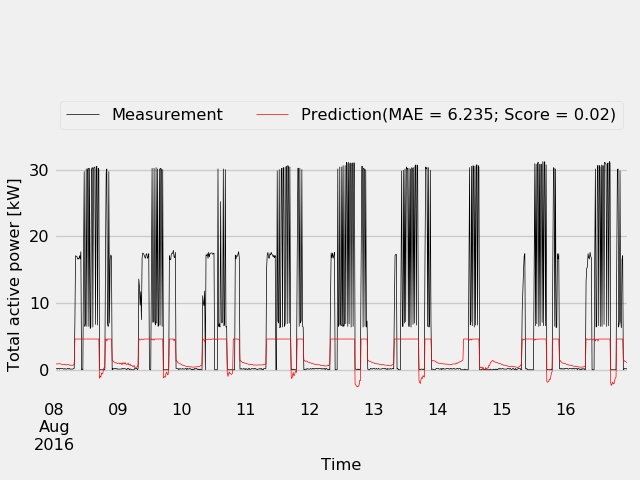 Measurement Prediction(MAE = 6.235; Score = 0.02)
Total active power [kW]
30
20
10
0
08 09 10 11 12 13 14 15 16
Aug
2016
Time